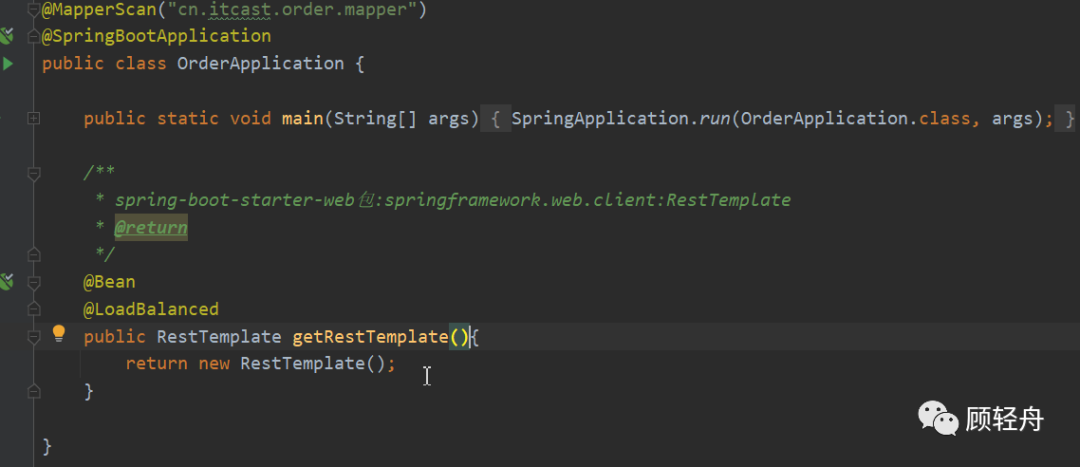 @MapperScan("cn.itcast.order.mapper")
@SpringBootApplication
public class OrderApplication {
public static void main(String[] args) { SpringApplication.run(OrderApplication.class, args); }
/**
* spring-boot-starter-web包:springframework.web.client:RestTemplate
* @return
*/
@Bean
@LoadBalanced
public RestTemplate getRestTemplate(){
return new RestTemplate();
}
}
顾轻舟